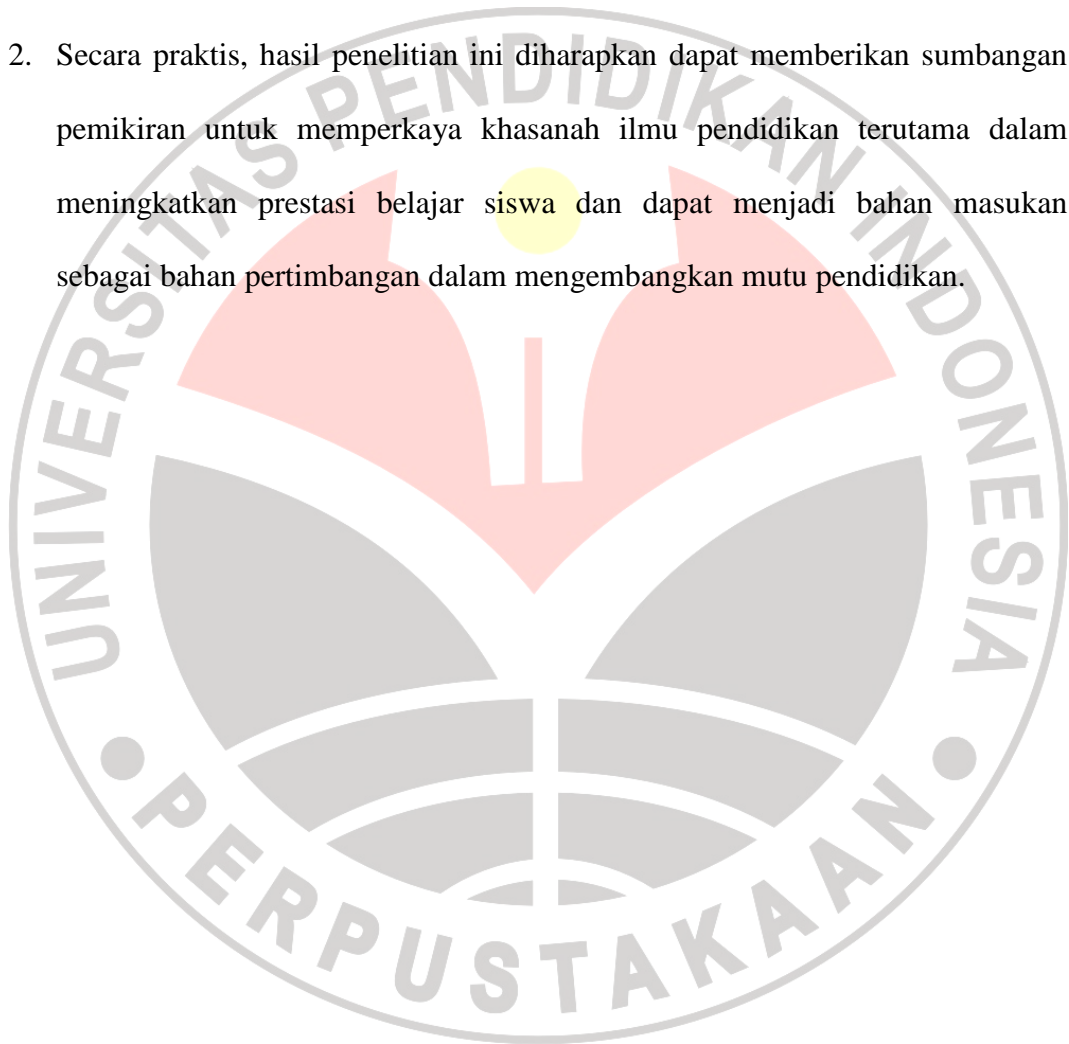 2. Secara praktis, hasil penelitian ini diharapkan dapat memberikan sumbangan
pemikiran untuk memperkaya khasanah ilmu pendidikan terutama dalam
meningkatkan prestasi belajar siswa dan dapat menjadi bahan masukan
sebagai bahan pertimbangan dalam mengembangkan mutu pendidikan.
UNIVERSITAS PENDIDIKAN INDONESIA
PERPUSTAKAAN